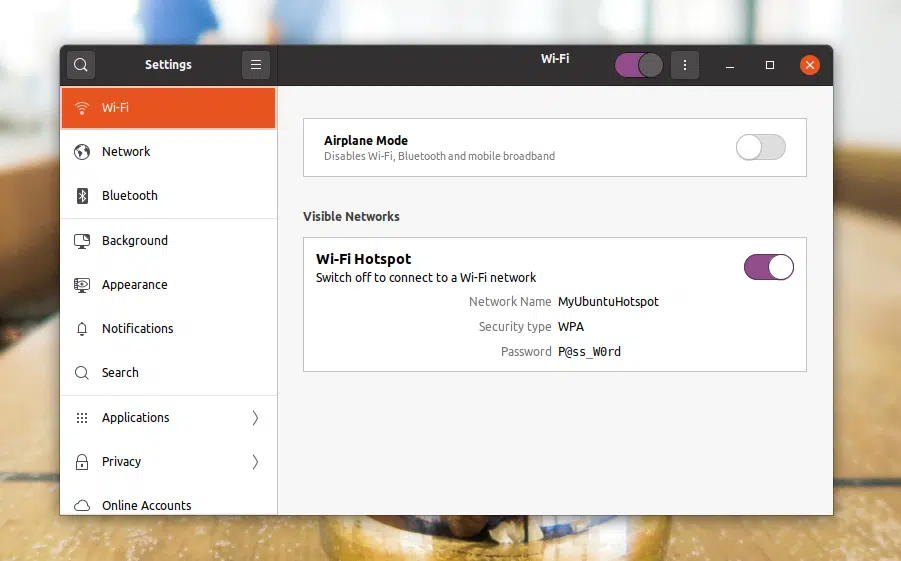 Settings
Wi-Fi
Wi-Fi
Network
Bluetooth
Background
Appearance
Notifications
Search
Applications
Privacy
Online Accounts
Airplane Mode
Disables Wi-Fi, Bluetooth and mobile broadband
Visible Networks
Wi-Fi Hotspot
Switch off to connect to a Wi-Fi network
Network Name MyUbuntuHotspot
Security type WPA
Password P@ss_W0rd